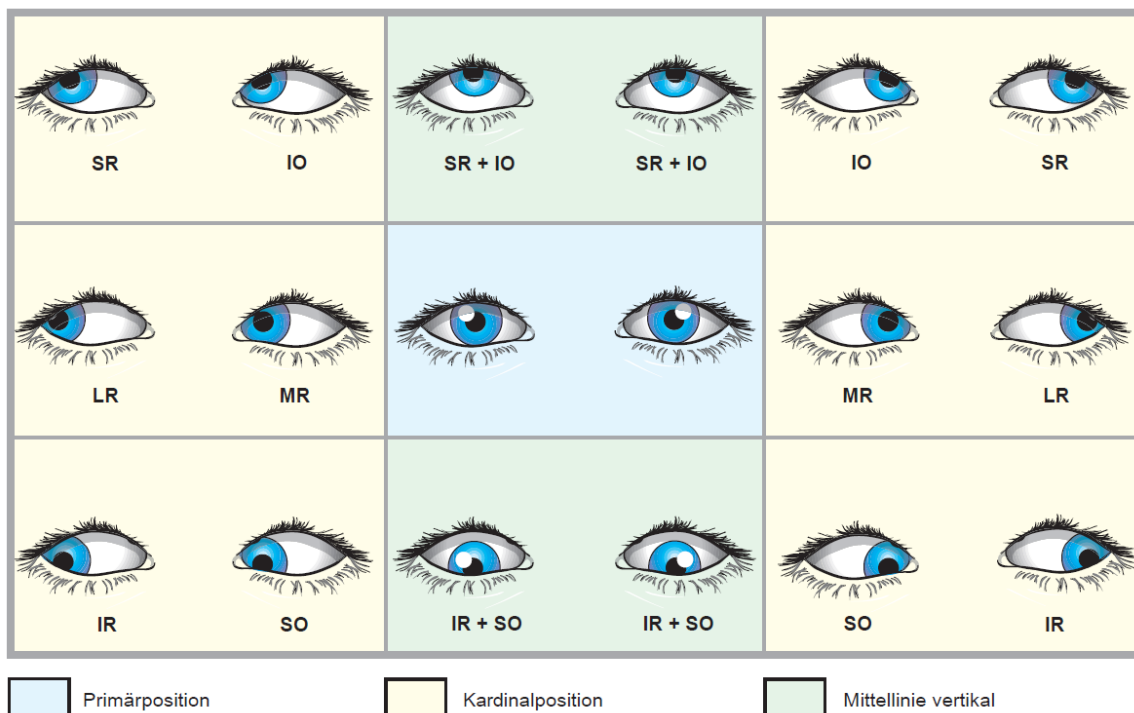 SR IO SR + IO SR + IO IO SR
LR MR MR LR
IR SO IR + SO IR + SO SO IR
Primärposition Kardinalposition Mittellinie vertikal